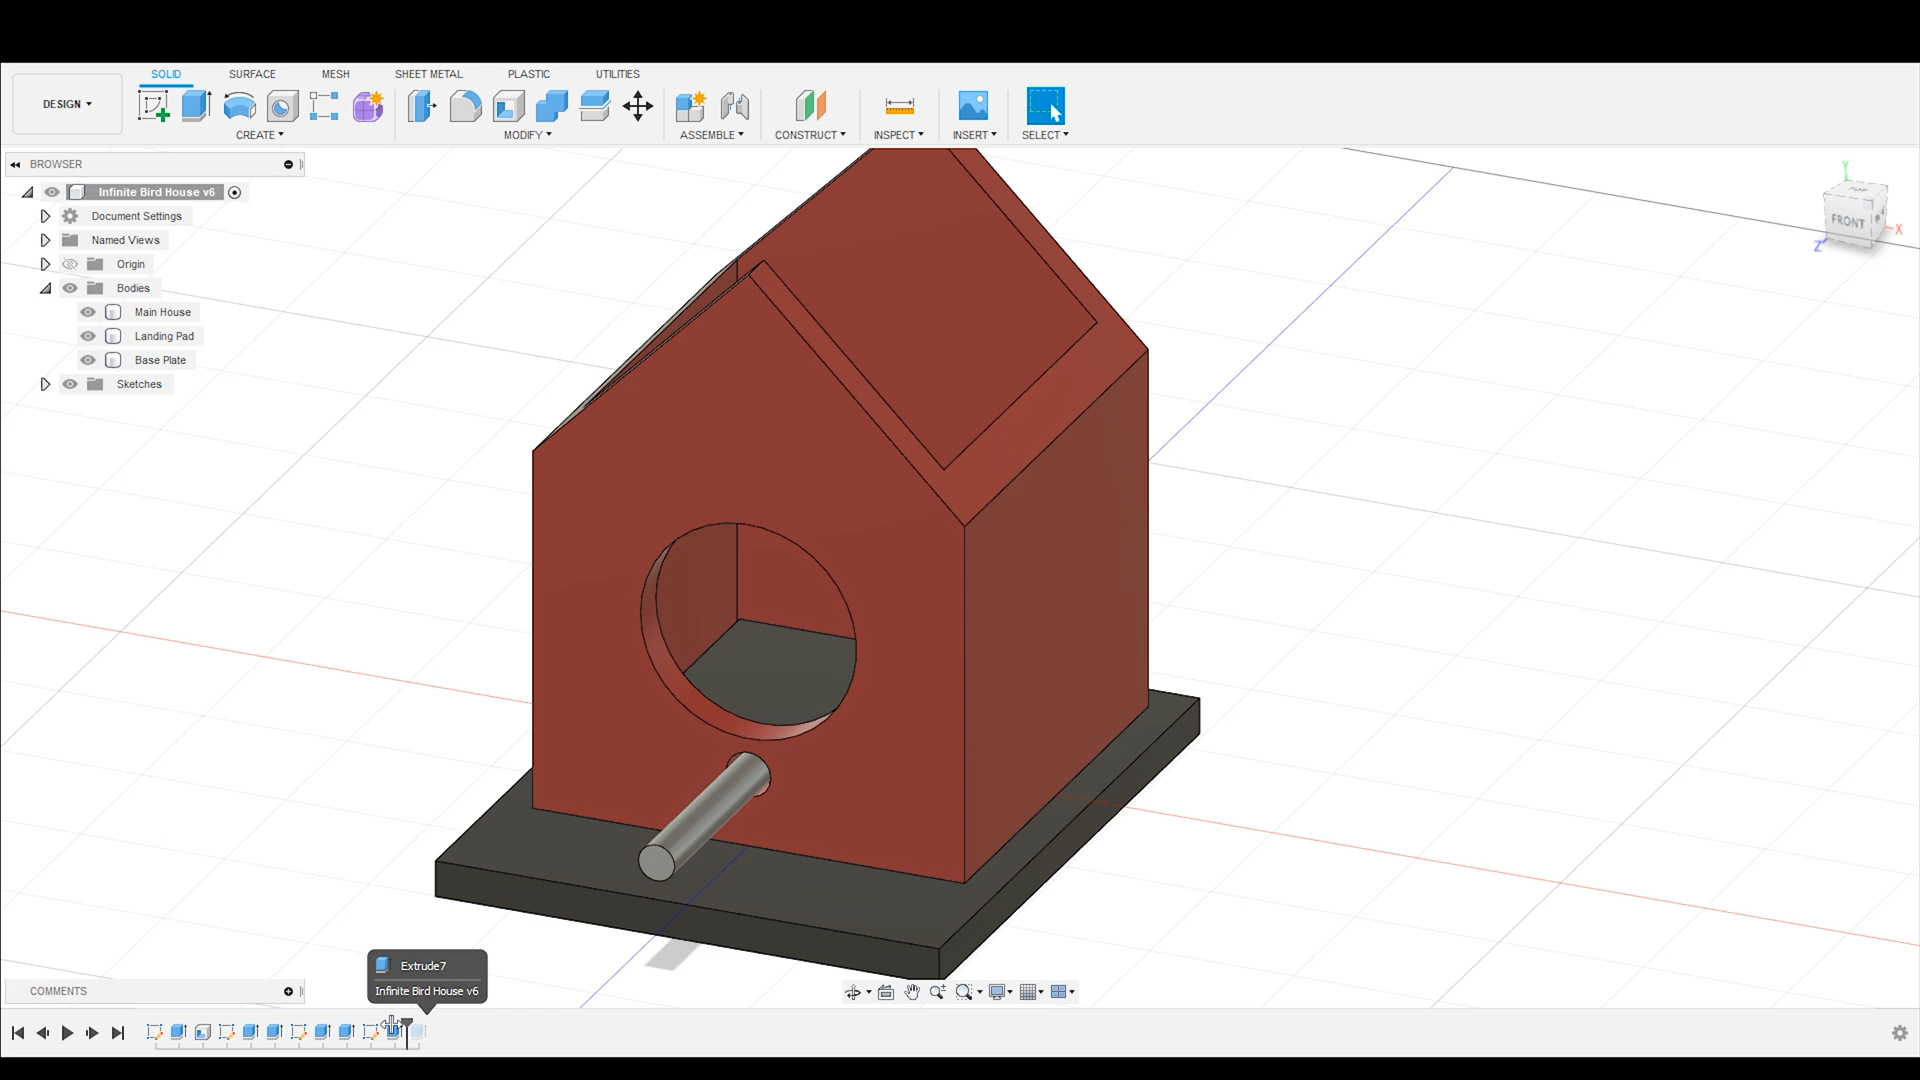 SOLID SURFACE MESH SHEET METAL PLASTIC UTILITIES
DESIGN
CREATE MODIFY ASSEMBLE CONSTRUCT INSPECT INSERT SELECT
BROWSER
Infinite Bird House v6
Document Settings
Named Views
Origin
Bodies
Main House
Landing Pad
Base Plate
Sketches
Y
TOP
FRONT
X
Z
Extrude7
Infinite Bird House v6
COMMENTS